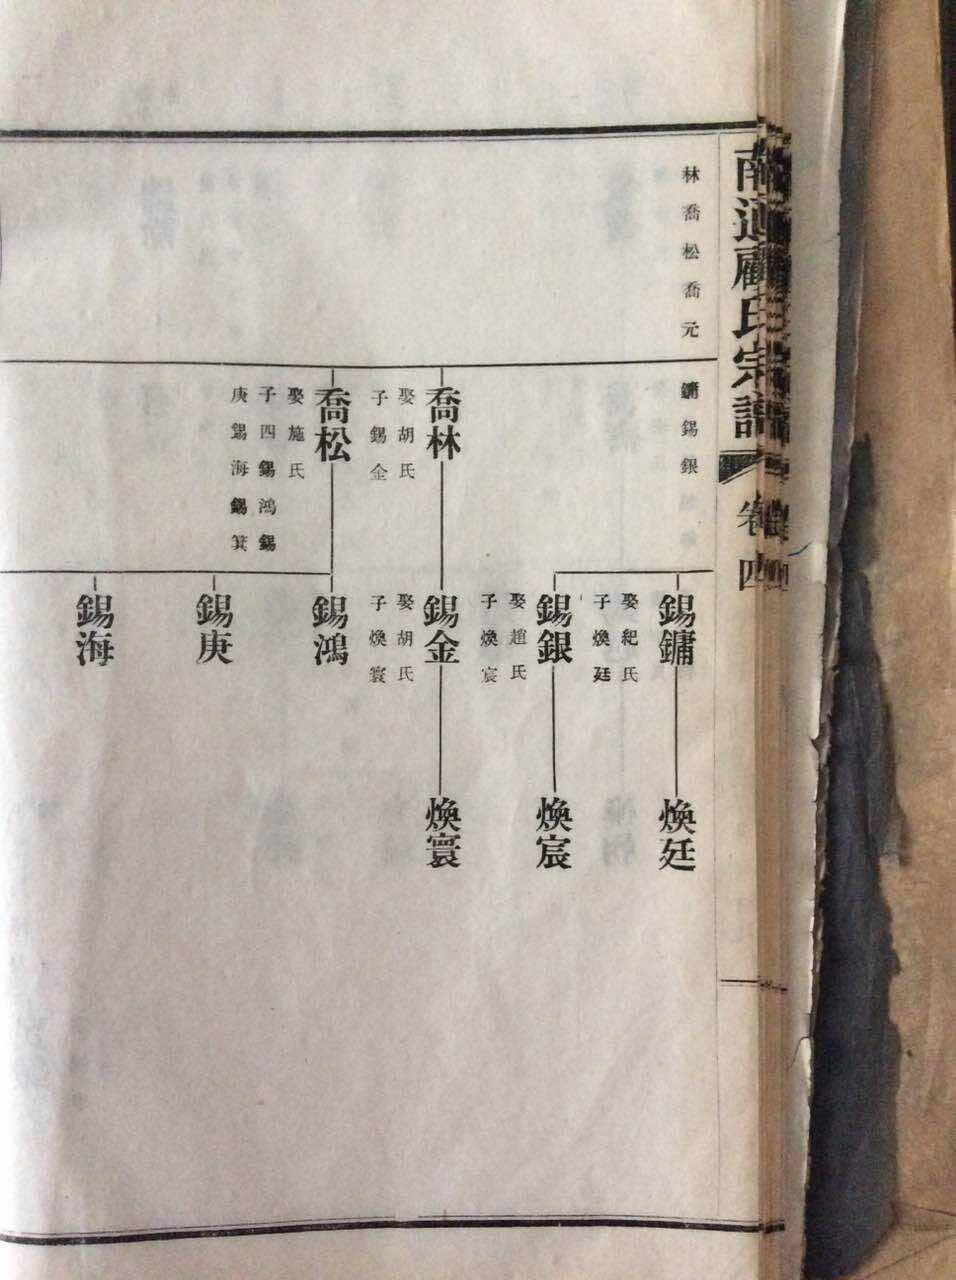 南通顧氏宗譜
卷四
林喬松喬元
鏞錫銀
喬林
娶胡氏
子錫金
喬松
娶施氏
子四錫鴻錫
庚錫海錫箕
錫鏞
娶紀氏
子煥廷
錫銀
娶趙氏
子煥宸
錫金
娶胡氏
子煥寰
錫鴻
錫庚
錫海
煥廷
煥宸
煥寰